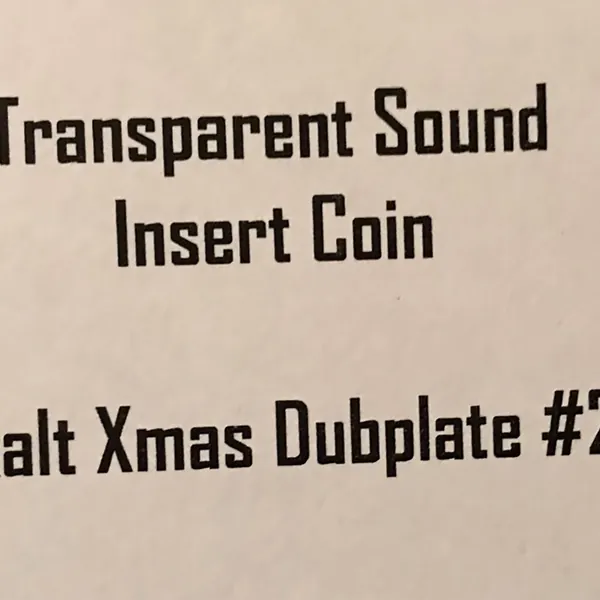 Transparent Sound
Insert Coin
Xmas Dubplate